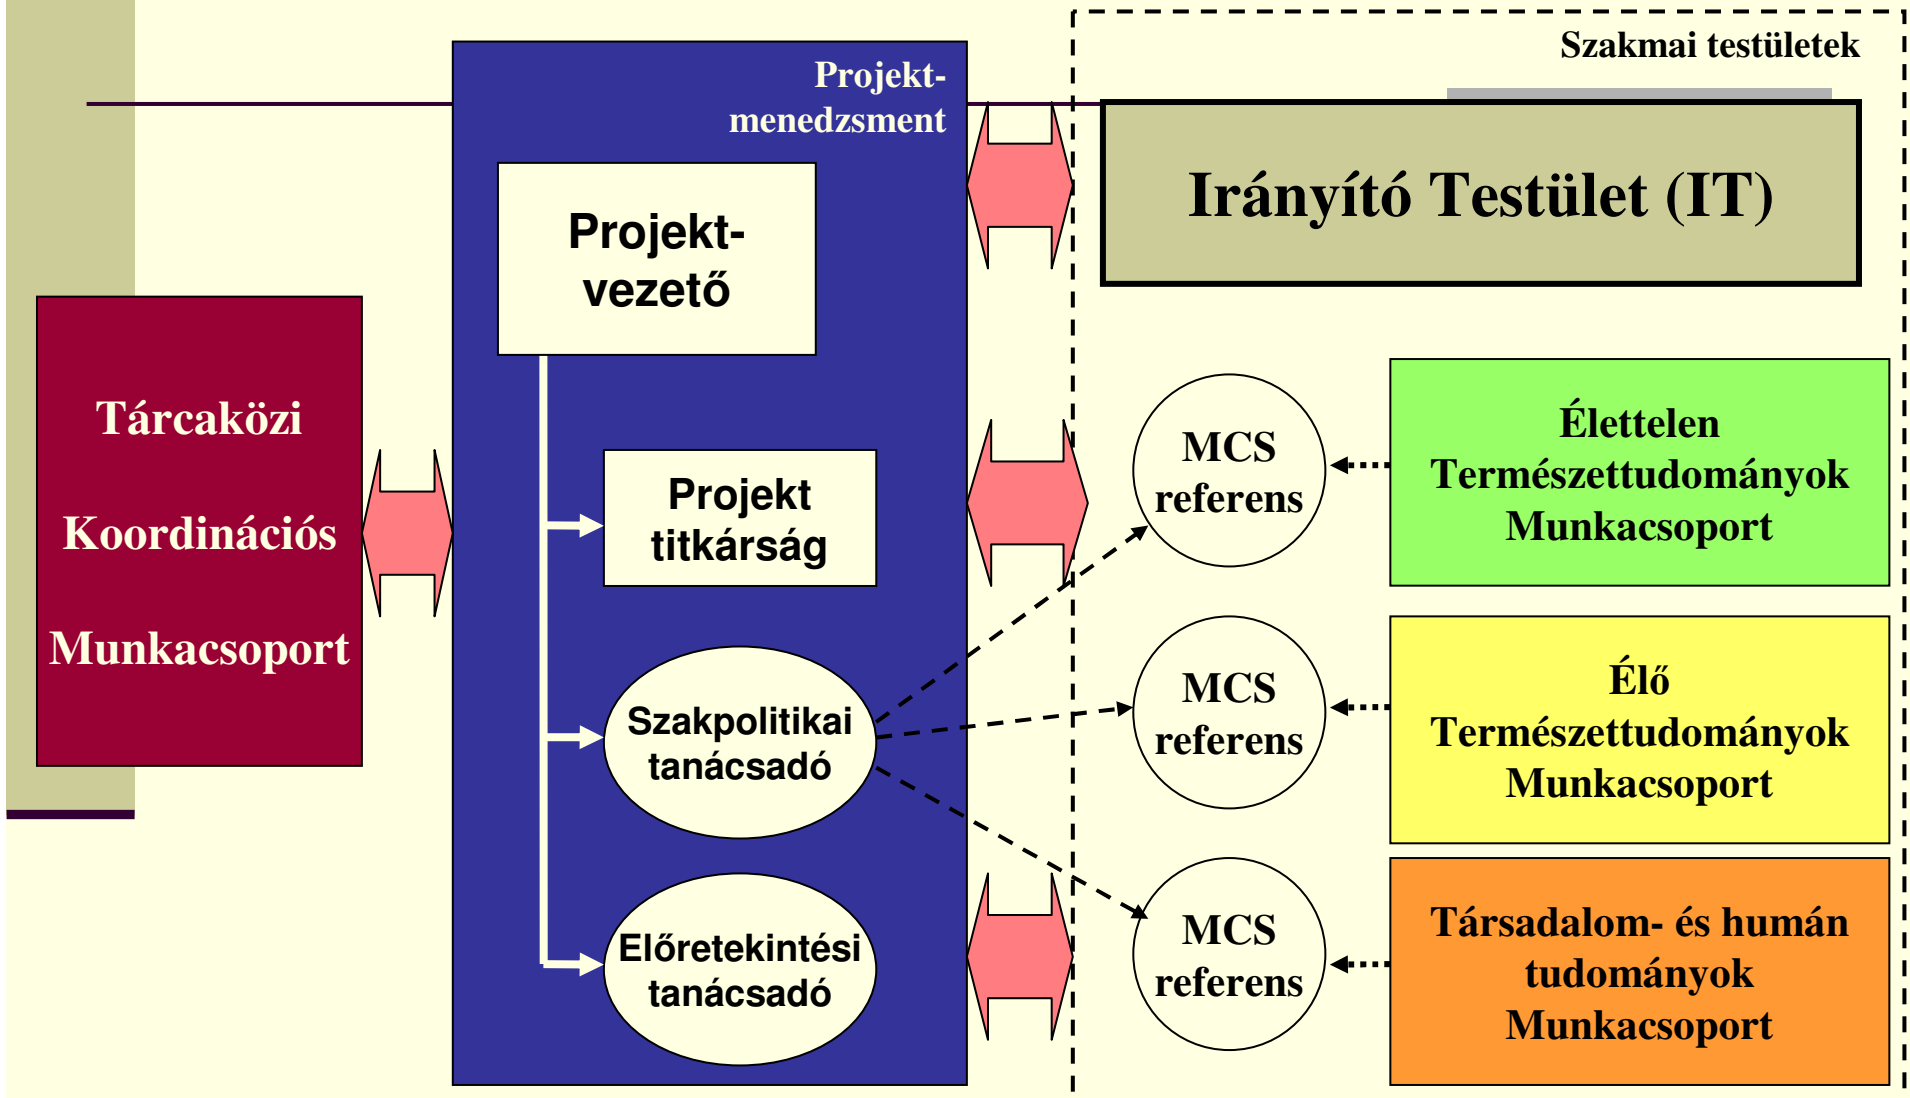 Szakmai testületek
Projekt-
menedzsment
Irányító Testület (IT)
Projekt-
vezető
Tárcaközi
Koordinációs
Munkacsoport
Projekt
titkárság
Szakpolitikai
tanácsadó
Előretekintési
tanácsadó
MCS
referens
Élettelen
Természettudományok
Munkacsoport
MCS
referens
Élő
Természettudományok
Munkacsoport
MCS
referens
Társadalom- és humán
tudományok
Munkacsoport